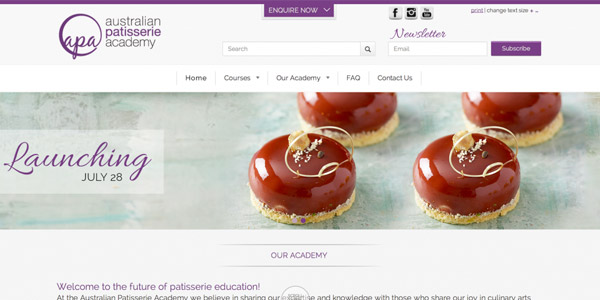 ENQUIRE NOW
print | change text size + -
apa
australian
patisserie
academy
Newsletter
Search
Email
Subscribe
Home
Courses
Our Academy
FAQ
Contact Us
Launching
JULY 28
OUR ACADEMY
Welcome to the future of patisserie education!
At the Australian Patisserie Academy we believe in sharing our expertise and knowledge with those who share our joy in culinary arts